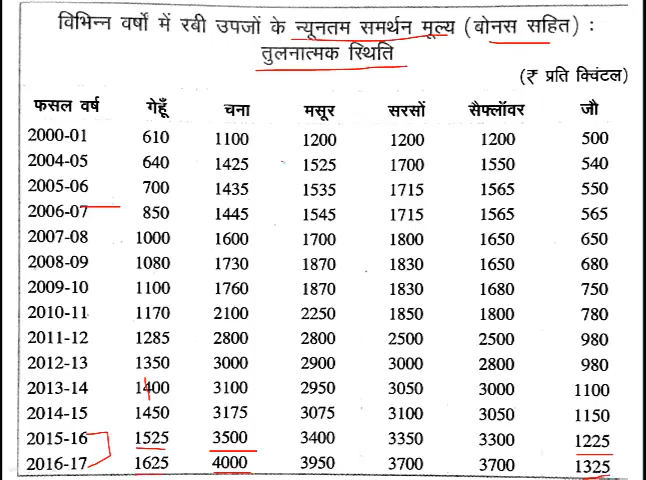 विभिन्न वर्षों में रबी उपजों के न्यूनतम समर्थन मूल्य (बोनस सहित) :
तुलनात्मक स्थिति
(₹ प्रति क्विंटल)
फसल वर्ष गेहूँ चना मसूर सरसों सैफ्लॉवर जौ
2000-01 610 1100 1200 1200 1200 500
2004-05 640 1425 1525 1700 1550 540
2005-06 700 1435 1535 1715 1565 550
2006-07 850 1445 1545 1715 1565 565
2007-08 1000 1600 1700 1800 1650 650
2008-09 1080 1730 1870 1830 1650 680
2009-10 1100 1760 1870 1830 1680 750
2010-11 1170 2100 2250 1850 1800 780
2011-12 1285 2800 2800 2500 2500 980
2012-13 1350 3000 2900 3000 2800 980
2013-14 1400 3100 2950 3050 3000 1100
2014-15 1450 3175 3075 3100 3050 1150
2015-16 1525 3500 3400 3350 3300 1225
2016-17 1625 4000 3950 3700 3700 1325